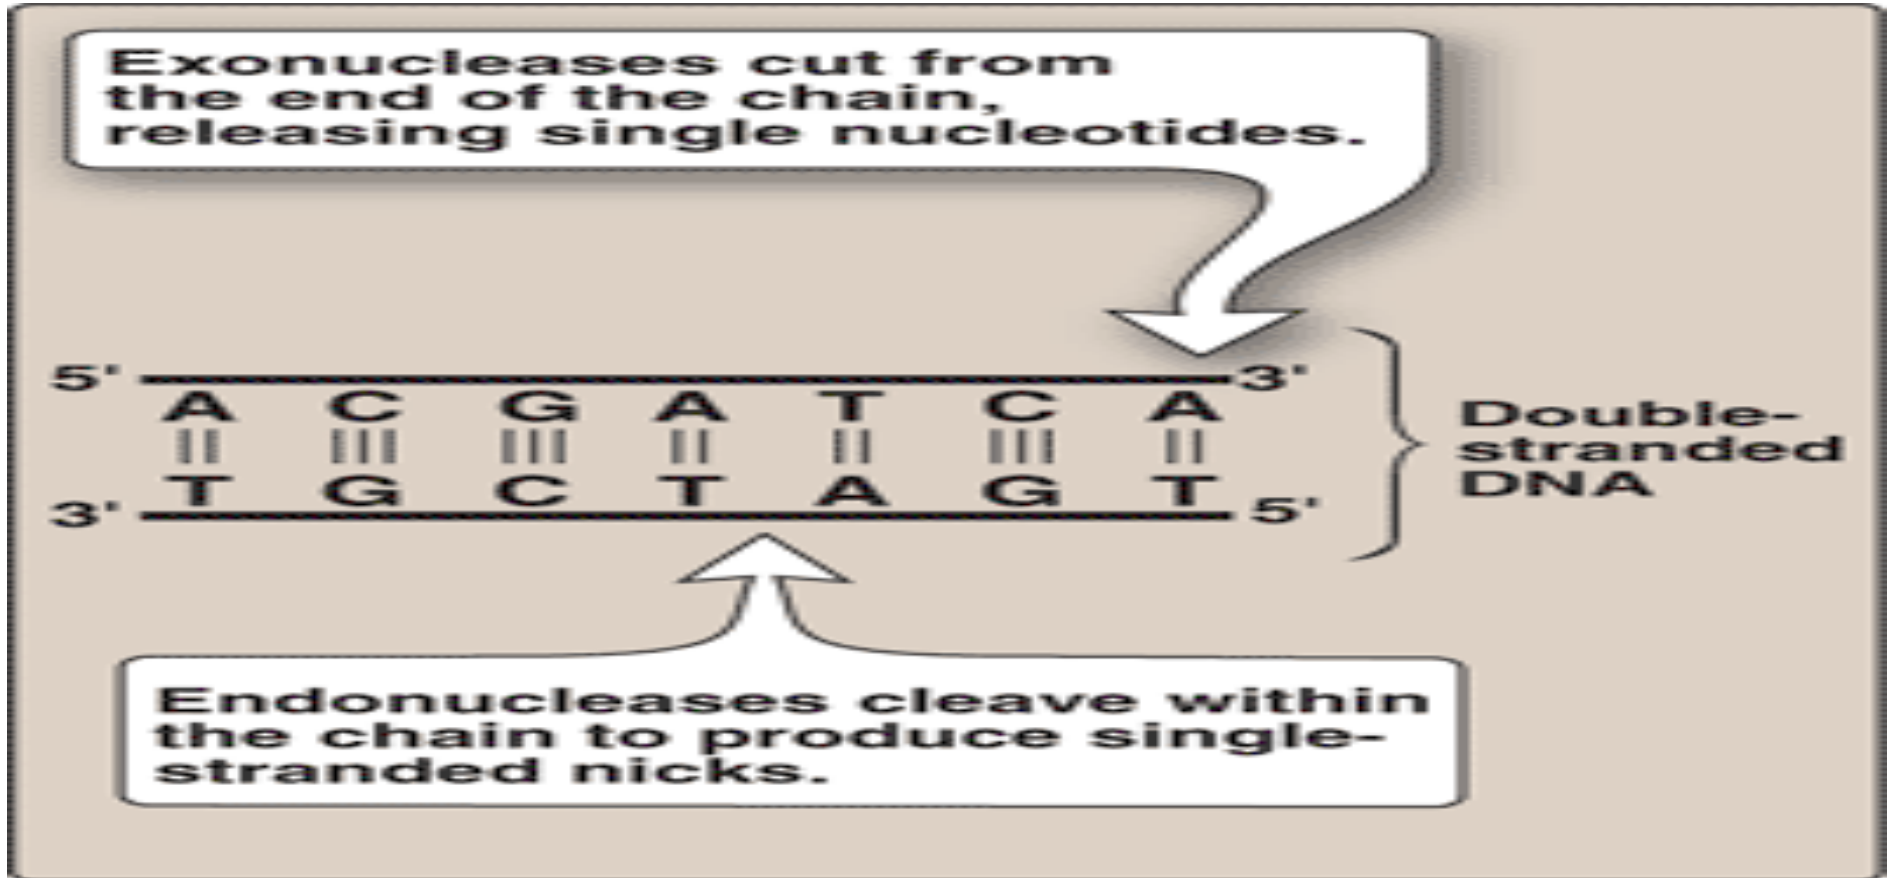 Exonucleases cut from
the end of the chain,
releasing single nucleotides.
5' 3'
A C G A T C A
T G C T A G T
3' 5'
Double-
stranded
DNA
Endonucleases cleave within
the chain to produce single-
stranded nicks.